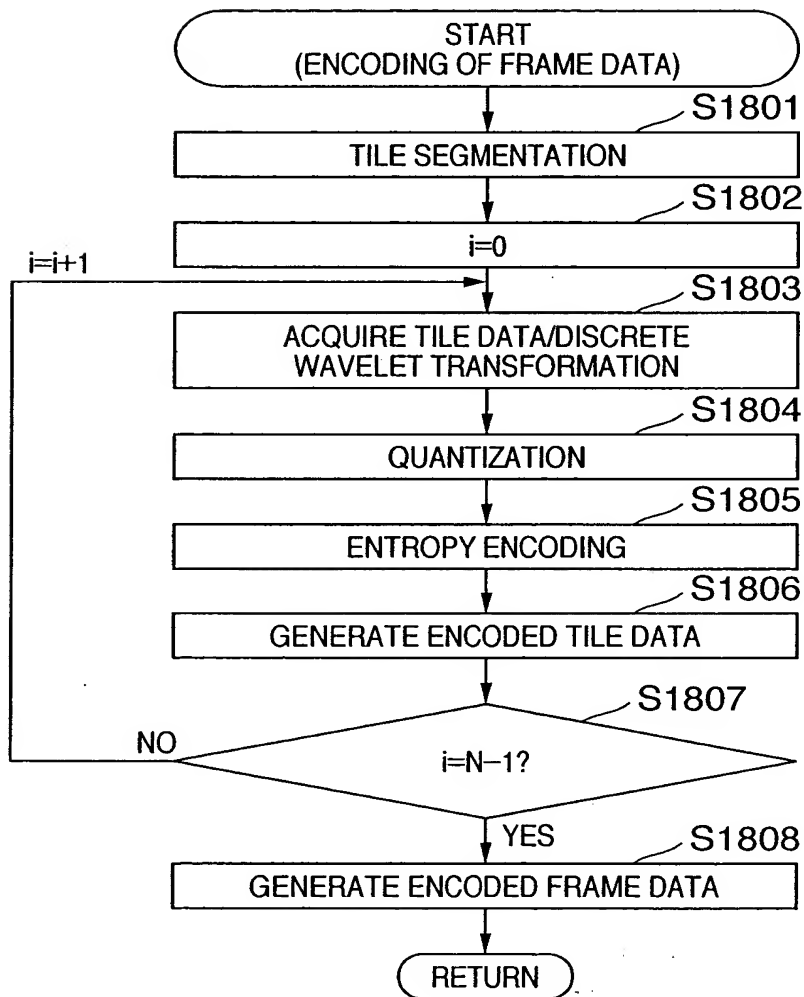 START
(ENCODING OF FRAME DATA)
S1801
TILE SEGMENTATION
S1802
i=0
i=i+1
S1803
ACQUIRE TILE DATA/DISCRETE
WAVELET TRANSFORMATION
S1804
QUANTIZATION
S1805
ENTROPY ENCODING
S1806
GENERATE ENCODED TILE DATA
S1807
NO
i=N−1?
YES
S1808
GENERATE ENCODED FRAME DATA
RETURN